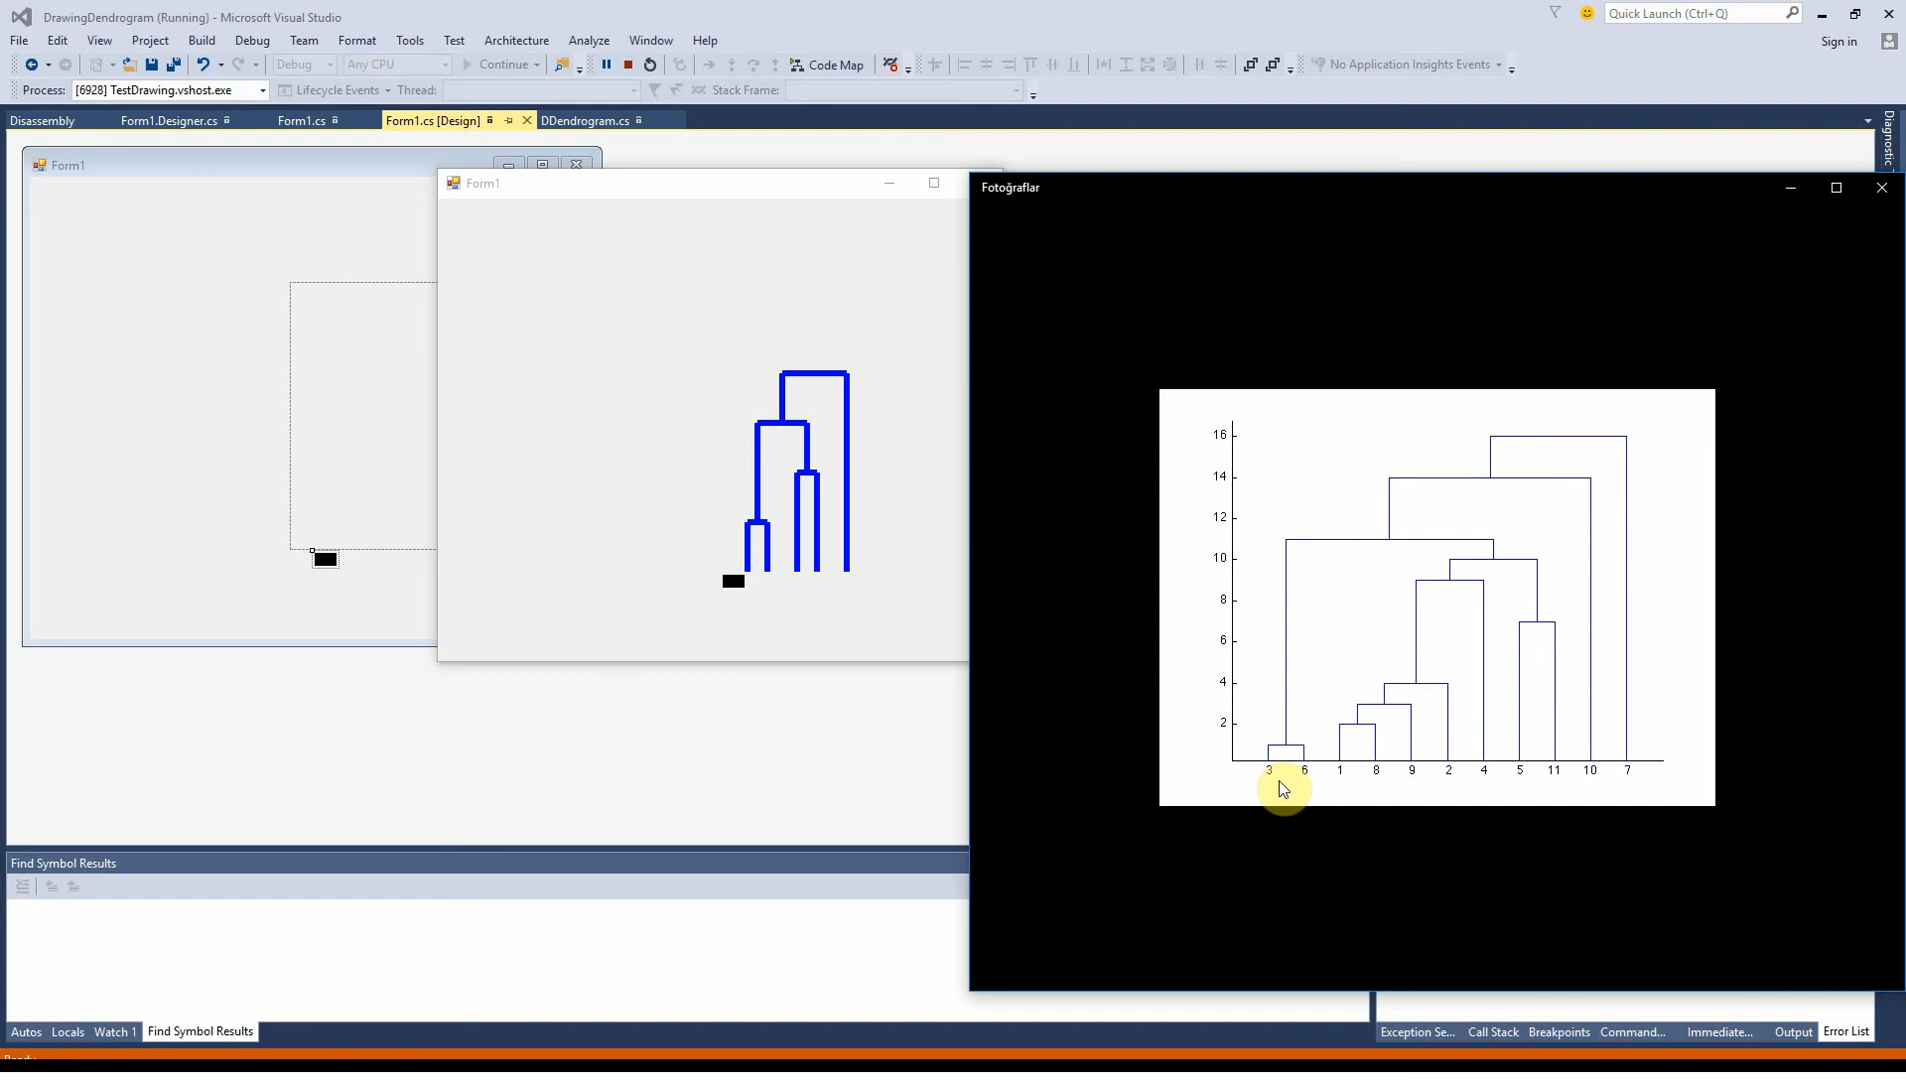 DrawingDendrogram (Running) - Microsoft Visual Studio
Quick Launch (Ctrl+Q)
File Edit View Project Build Debug Team Format Tools Test Architecture Analyze Window Help
Sign in
Debug Any CPU Continue Code Map No Application Insights Events
Process: [6928] TestDrawing.vshost.exe Lifecycle Events Thread: Stack Frame:
Disassembly Form1.Designer.cs Form1.cs Form1.cs [Design] DDendrogram.cs
Diagnostic
Form1
Form1
Fotoğraflar
16
14
12
10
8
6
4
2
3 6 1 8 9 2 4 5 11 10 7
Find Symbol Results
Autos Locals Watch 1 Find Symbol Results
Exception Se... Call Stack Breakpoints Command... Immediate... Output Error List